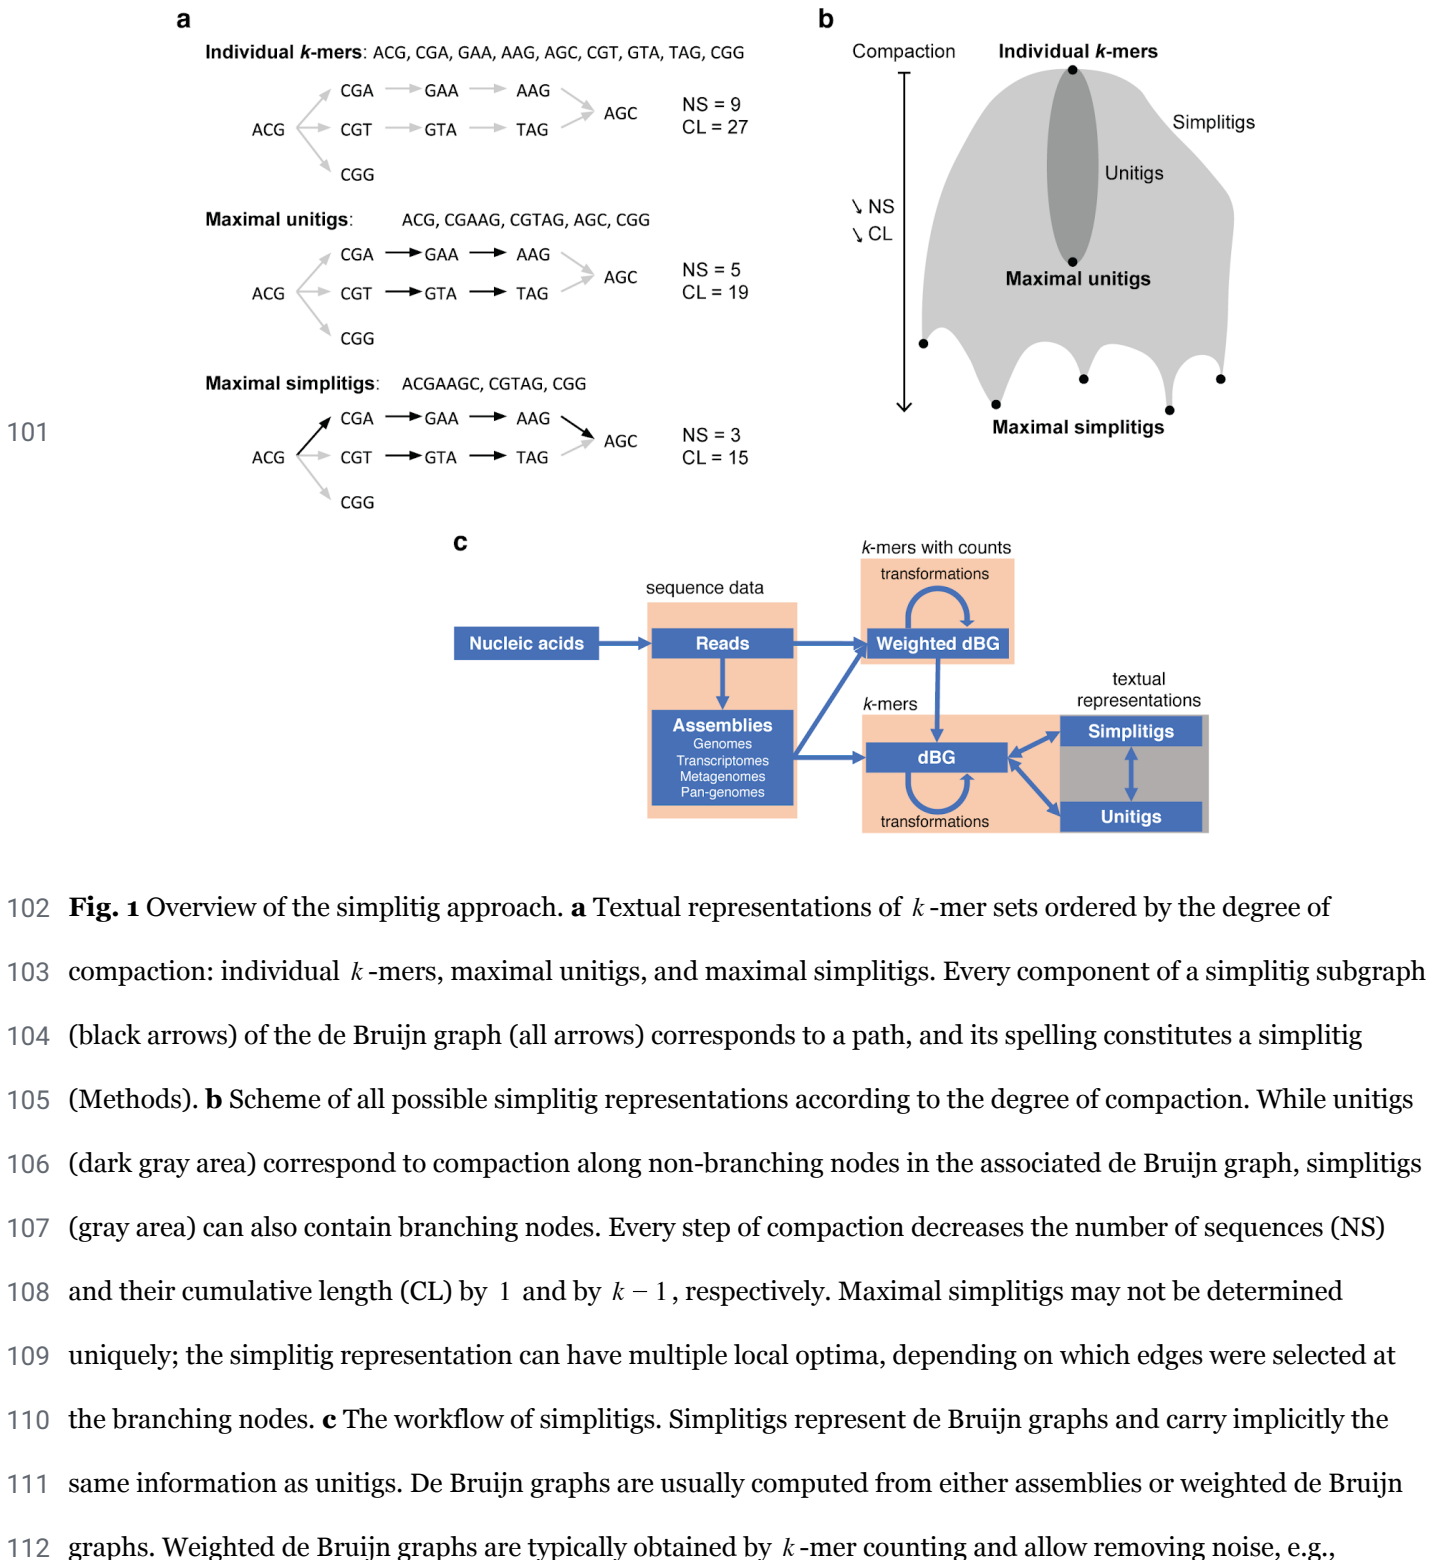 a
Individual k-mers: ACG, CGA, GAA, AAG, AGC, CGT, GTA, TAG, CGG
CGA GAA AAG
ACG CGT GTA TAG AGC
CGG
NS = 9
CL = 27
Maximal unitigs: ACG, CGAAG, CGTAG, AGC, CGG
CGA GAA AAG
ACG CGT GTA TAG AGC
CGG
NS = 5
CL = 19
Maximal simplitigs: ACGAAGC, CGTAG, CGG
CGA GAA AAG
ACG CGT GTA TAG AGC
CGG
NS = 3
CL = 15
b
Compaction
Individual k-mers
Simplitigs
Unitigs
↘ NS
↘ CL
Maximal unitigs
Maximal simplitigs
101
c
k-mers with counts
transformations
sequence data
Nucleic acids
Reads
Weighted dBG
Assemblies
Genomes
Transcriptomes
Metagenomes
Pan-genomes
k-mers
dBG
transformations
textual
representations
Simplitigs
Unitigs
102 Fig. 1 Overview of the simplitig approach. a Textual representations of k-mer sets ordered by the degree of
103 compaction: individual k-mers, maximal unitigs, and maximal simplitigs. Every component of a simplitig subgraph
104 (black arrows) of the de Bruijn graph (all arrows) corresponds to a path, and its spelling constitutes a simplitig
105 (Methods). b Scheme of all possible simplitig representations according to the degree of compaction. While unitigs
106 (dark gray area) correspond to compaction along non-branching nodes in the associated de Bruijn graph, simplitigs
107 (gray area) can also contain branching nodes. Every step of compaction decreases the number of sequences (NS)
108 and their cumulative length (CL) by 1 and by k − 1, respectively. Maximal simplitigs may not be determined
109 uniquely; the simplitig representation can have multiple local optima, depending on which edges were selected at
110 the branching nodes. c The workflow of simplitigs. Simplitigs represent de Bruijn graphs and carry implicitly the
111 same information as unitigs. De Bruijn graphs are usually computed from either assemblies or weighted de Bruijn
112 graphs. Weighted de Bruijn graphs are typically obtained by k-mer counting and allow removing noise, e.g.,